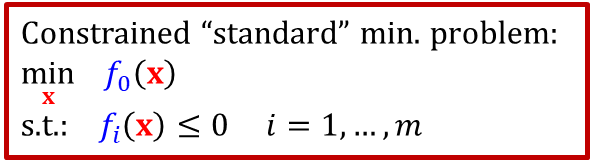 Constrained “standard” min. problem:
min f₀(x)
x
s.t.: fᵢ(x) ≤ 0 i = 1, … , m